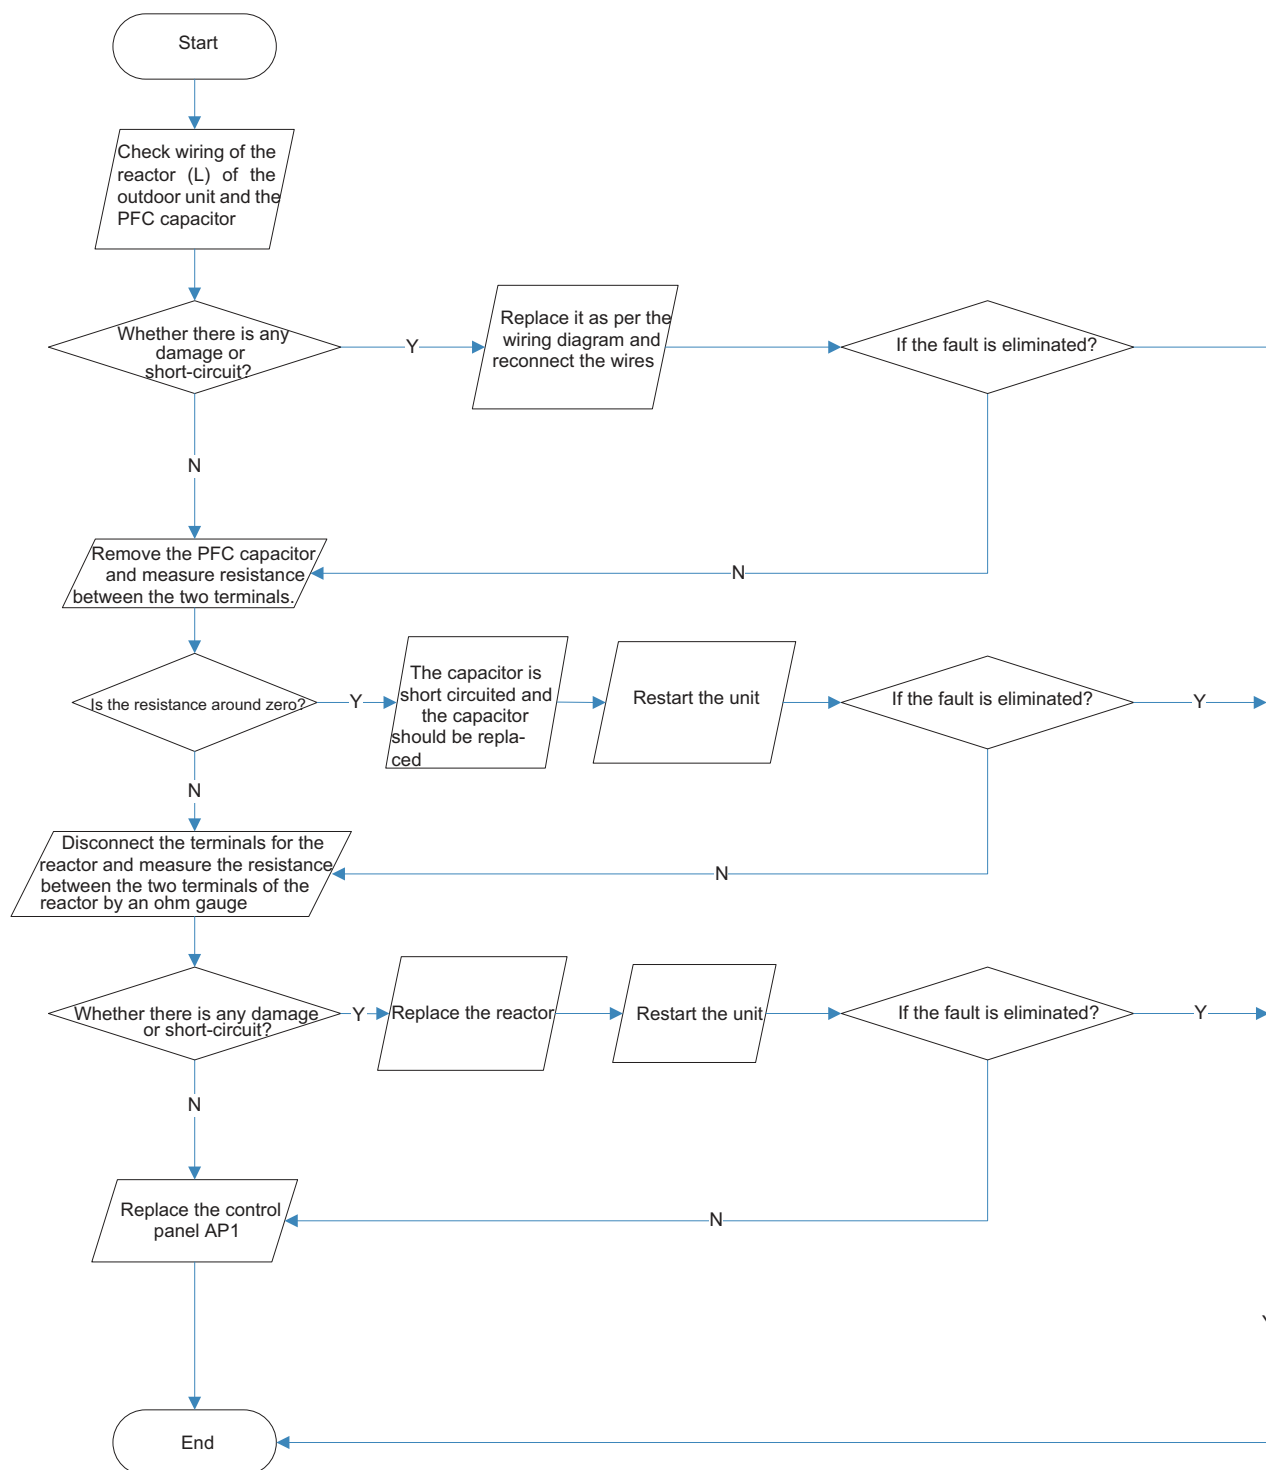 Start
Check wiring of the
reactor (L) of the
outdoor unit and the
PFC capacitor
Whether there is any
damage or
short-circuit?
Y
Replace it as per the
wiring diagram and
reconnect the wires
If the fault is eliminated?
N
Remove the PFC capacitor
and measure resistance
between the two terminals.
N
Is the resistance around zero?
Y
The capacitor is
short circuited and
the capacitor
should be repla-
ced
Restart the unit
If the fault is eliminated?
Y
N
Disconnect the terminals for the
reactor and measure the resistance
between the two terminals of the
reactor by an ohm gauge
N
Whether there is any damage
or short-circuit?
Y
Replace the reactor
Restart the unit
If the fault is eliminated?
Y
N
Replace the control
panel AP1
N
End